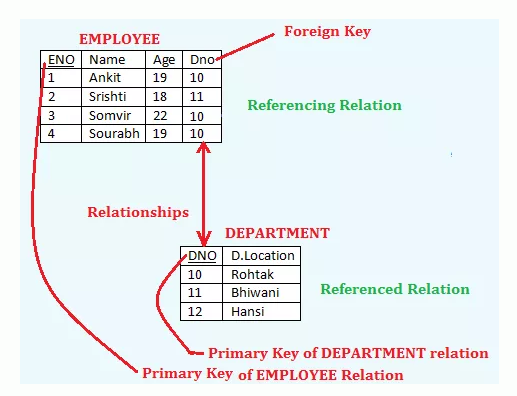 EMPLOYEE
Foreign Key
ENO Name Age Dno
1 Ankit 19 10
2 Srishti 18 11
3 Somvir 22 10
4 Sourabh 19 10
Referencing Relation
Relationships
DEPARTMENT
DNO D.Location
10 Rohtak
11 Bhiwani
12 Hansi
Referenced Relation
Primary Key of DEPARTMENT relation
Primary Key of EMPLOYEE Relation